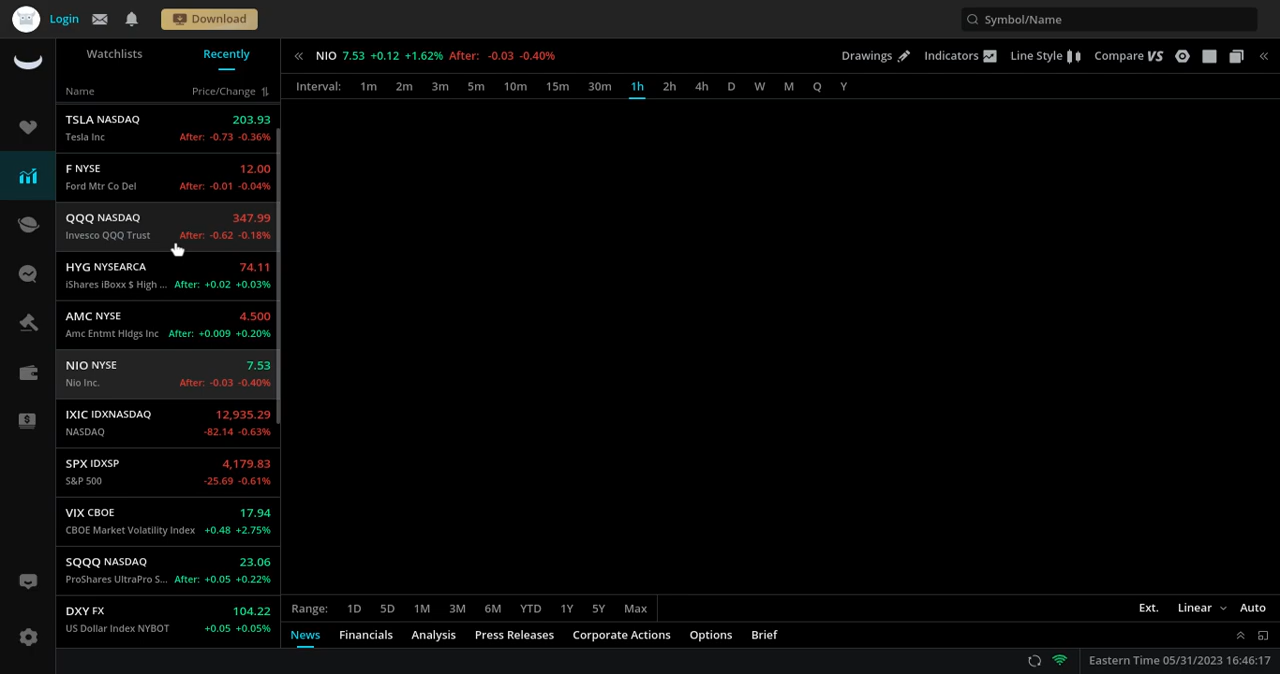 Login Download Symbol/Name
Watchlists Recently
NIO 7.53 +0.12 +1.62% After: -0.03 -0.40% Drawings Indicators Line Style Compare VS
Name Price/Change
Interval: 1m 2m 3m 5m 10m 15m 30m 1h 2h 4h D W M Q Y
TSLA NASDAQ 203.93
Tesla Inc After: -0.73 -0.36%
F NYSE 12.00
Ford Mtr Co Del After: -0.01 -0.04%
QQQ NASDAQ 347.99
Invesco QQQ Trust After: -0.62 -0.18%
HYG NYSEARCA 74.11
iShares iBoxx $ High ... After: +0.02 +0.03%
AMC NYSE 4.500
Amc Entmt Hldgs Inc After: +0.009 +0.20%
NIO NYSE 7.53
Nio Inc. After: -0.03 -0.40%
IXIC IDXNASDAQ 12,935.29
NASDAQ -82.14 -0.63%
SPX IDXSP 4,179.83
S&P 500 -25.69 -0.61%
VIX CBOE 17.94
CBOE Market Volatility Index +0.48 +2.75%
SQQQ NASDAQ 23.06
ProShares UltraPro S... After: +0.05 +0.22%
DXY FX 104.22
US Dollar Index NYBOT +0.05 +0.05%
Range: 1D 5D 1M 3M 6M YTD 1Y 5Y Max Ext. Linear Auto
News Financials Analysis Press Releases Corporate Actions Options Brief
Eastern Time 05/31/2023 16:46:17